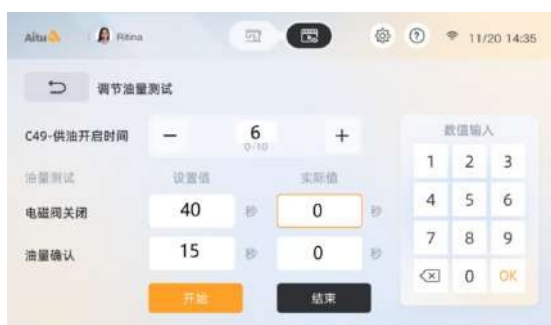 Aitu Ritina 11/20 14:35
调节油量测试
C49-供油开启时间 − 6 +
0-10
数值输入
1 2 3
油量测试 设置值 实际值
电磁阀关闭 40 秒 0 秒
4 5 6
油量确认 15 秒 0 秒
7 8 9
0 OK
开始 结束